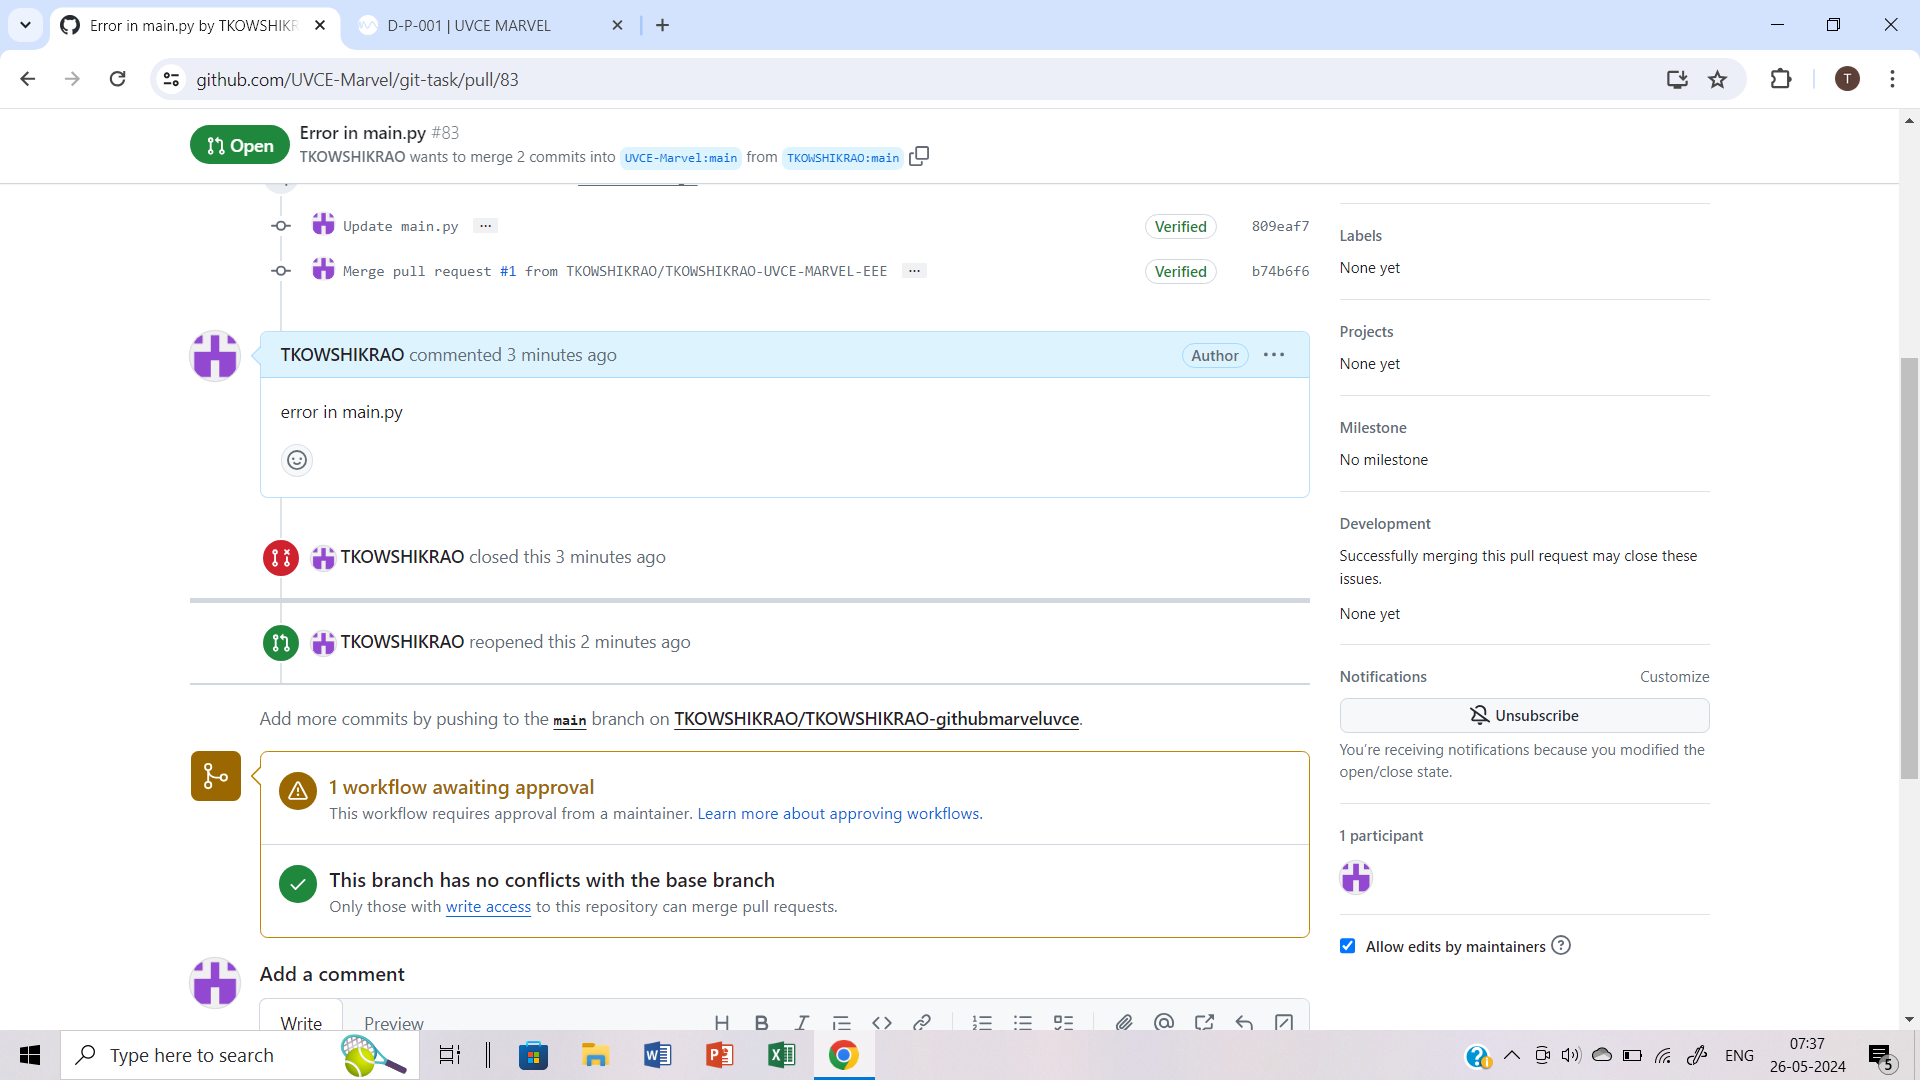 Error in main.py by TKOWSHIKR
D-P-001 | UVCE MARVEL
github.com/UVCE-Marvel/git-task/pull/83
T
Open
Error in main.py #83
TKOWSHIKRAO wants to merge 2 commits into UVCE-Marvel:main from TKOWSHIKRAO:main
Update main.py ...
Verified
809eaf7
Merge pull request #1 from TKOWSHIKRAO/TKOWSHIKRAO-UVCE-MARVEL-EEE ...
Verified
b74b6f6
TKOWSHIKRAO commented 3 minutes ago
Author
error in main.py
TKOWSHIKRAO closed this 3 minutes ago
TKOWSHIKRAO reopened this 2 minutes ago
Add more commits by pushing to the main branch on TKOWSHIKRAO/TKOWSHIKRAO-githubmarveluvce.
1 workflow awaiting approval
This workflow requires approval from a maintainer. Learn more about approving workflows.
This branch has no conflicts with the base branch
Only those with write access to this repository can merge pull requests.
Add a comment
Write
Preview
Labels
None yet
Projects
None yet
Milestone
No milestone
Development
Successfully merging this pull request may close these
issues.
None yet
Notifications
Customize
Unsubscribe
You're receiving notifications because you modified the
open/close state.
1 participant
Allow edits by maintainers
Type here to search
ENG
07:37
26-05-2024
5